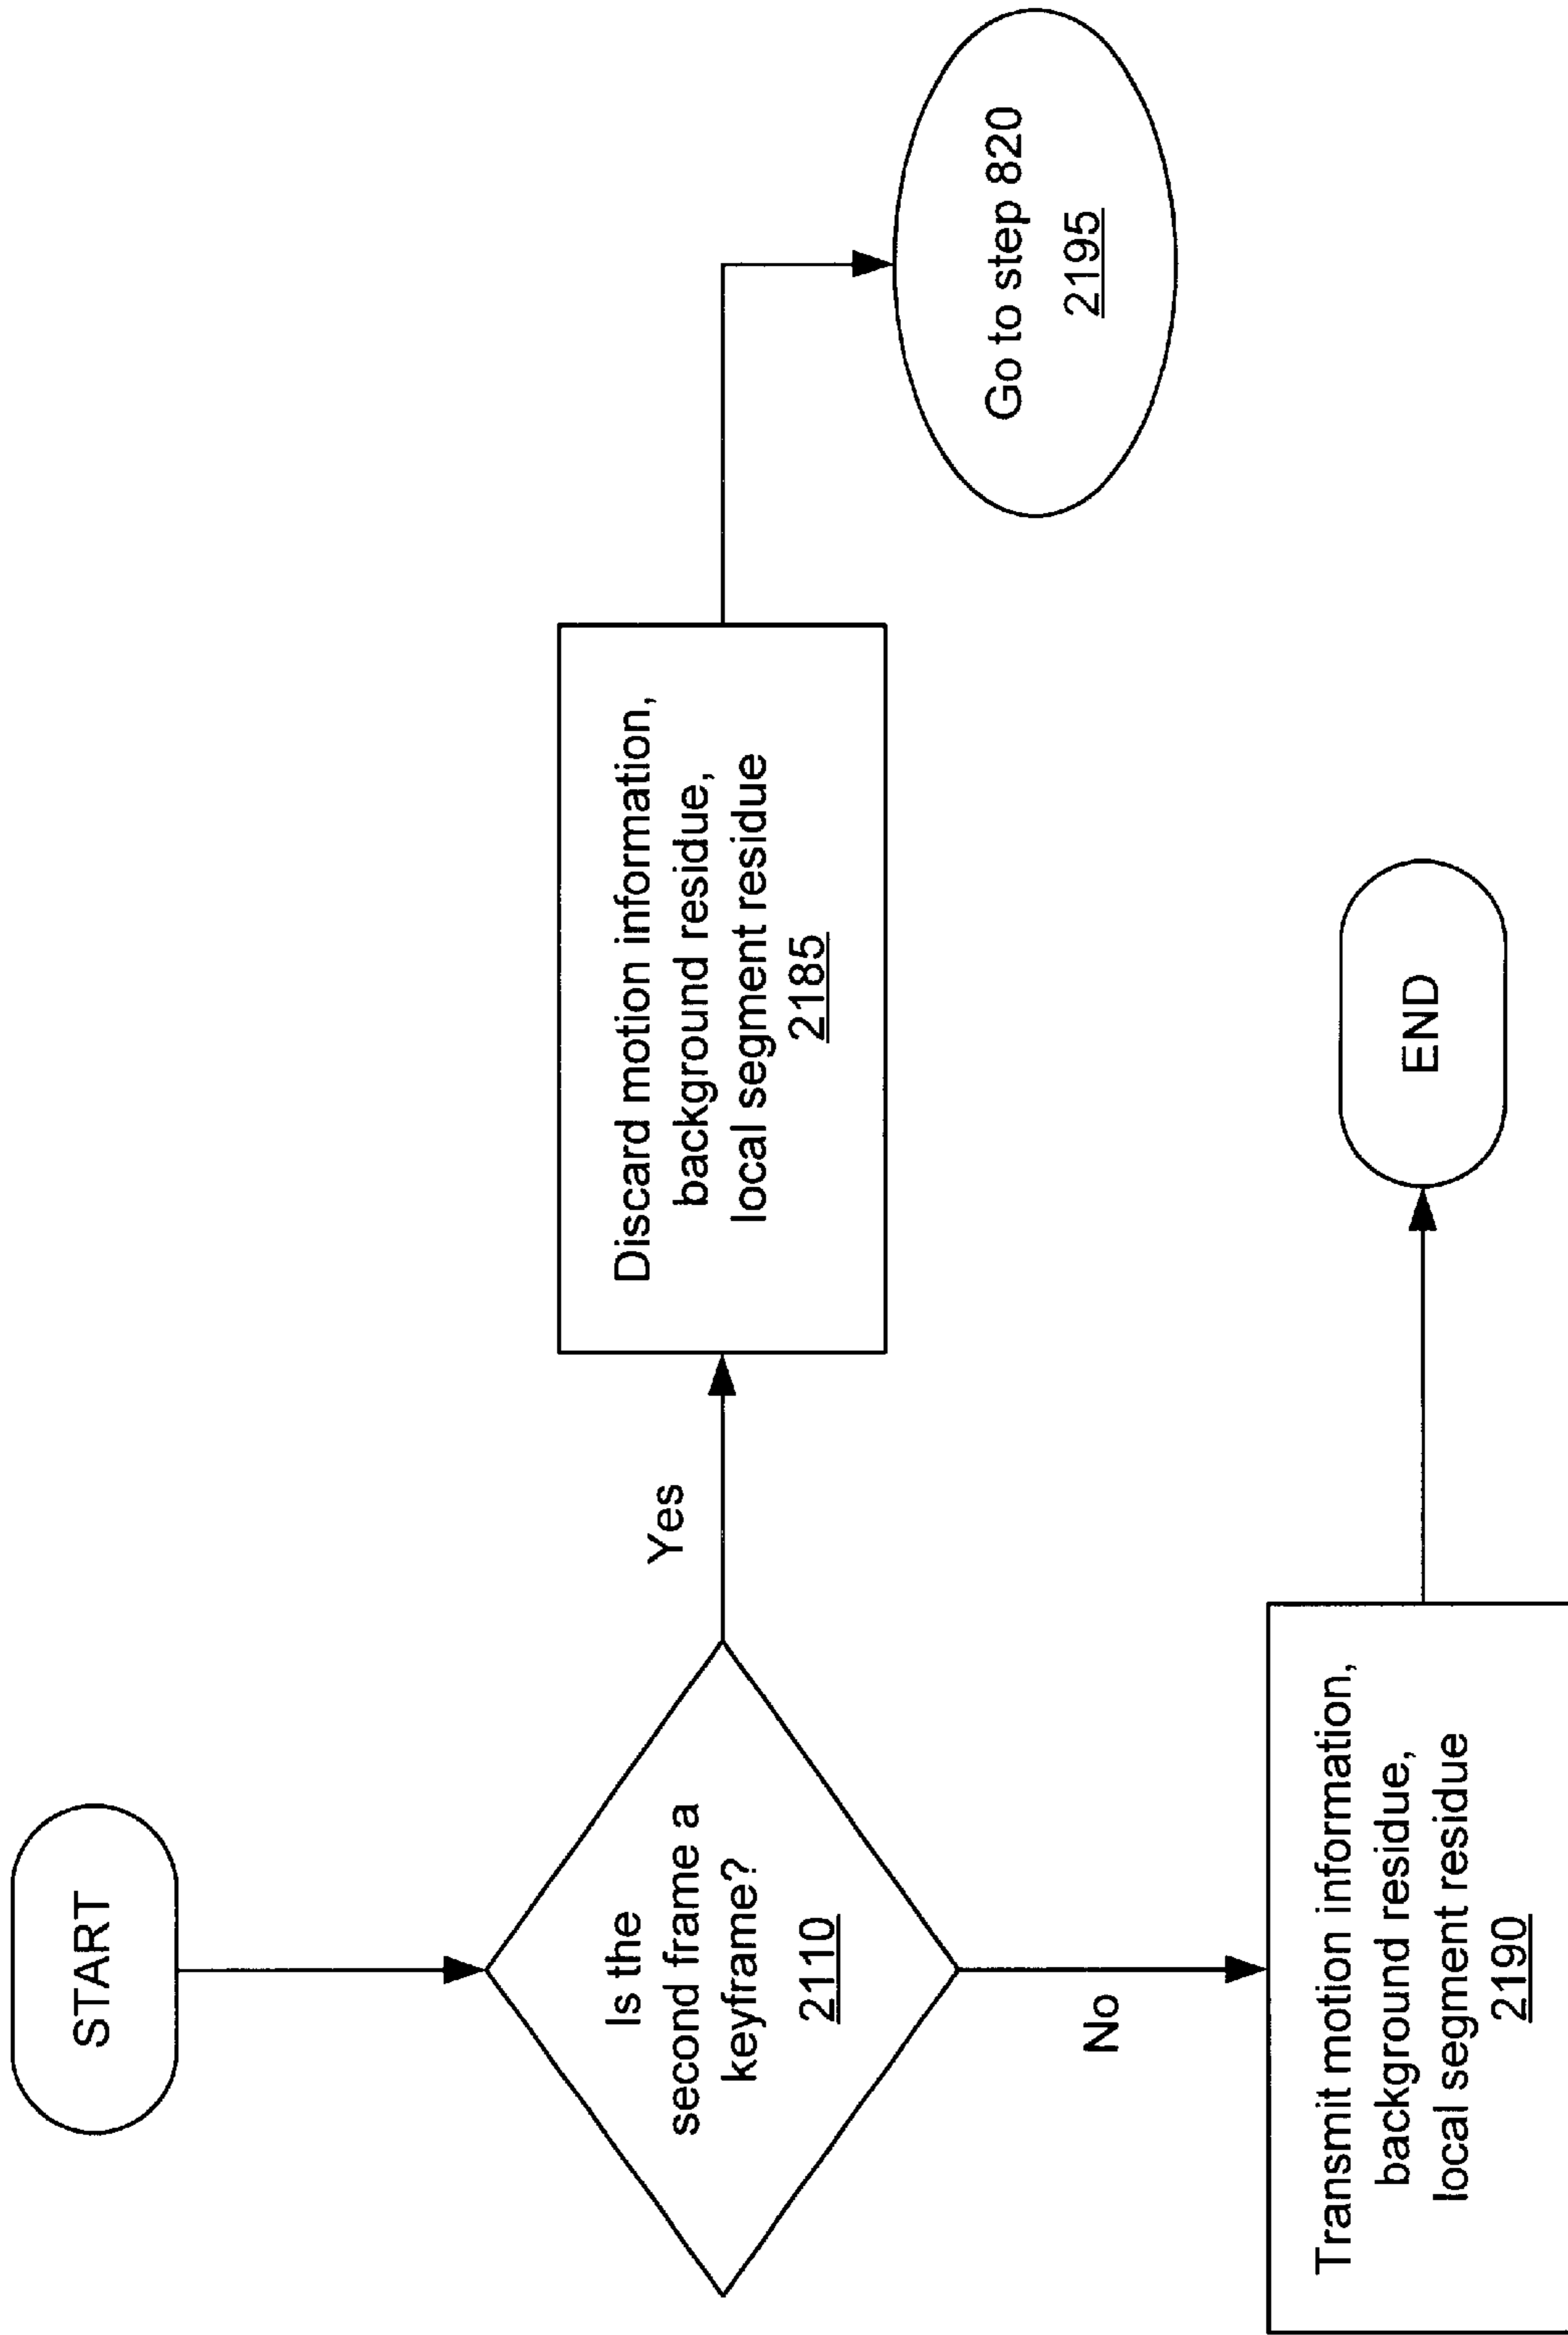 START
Is the
second frame a
keyframe?
2110
Yes
Discard motion information,
background residue,
local segment residue
2185
Go to step 820
2195
No
Transmit motion information,
background residue,
local segment residue
2190
END